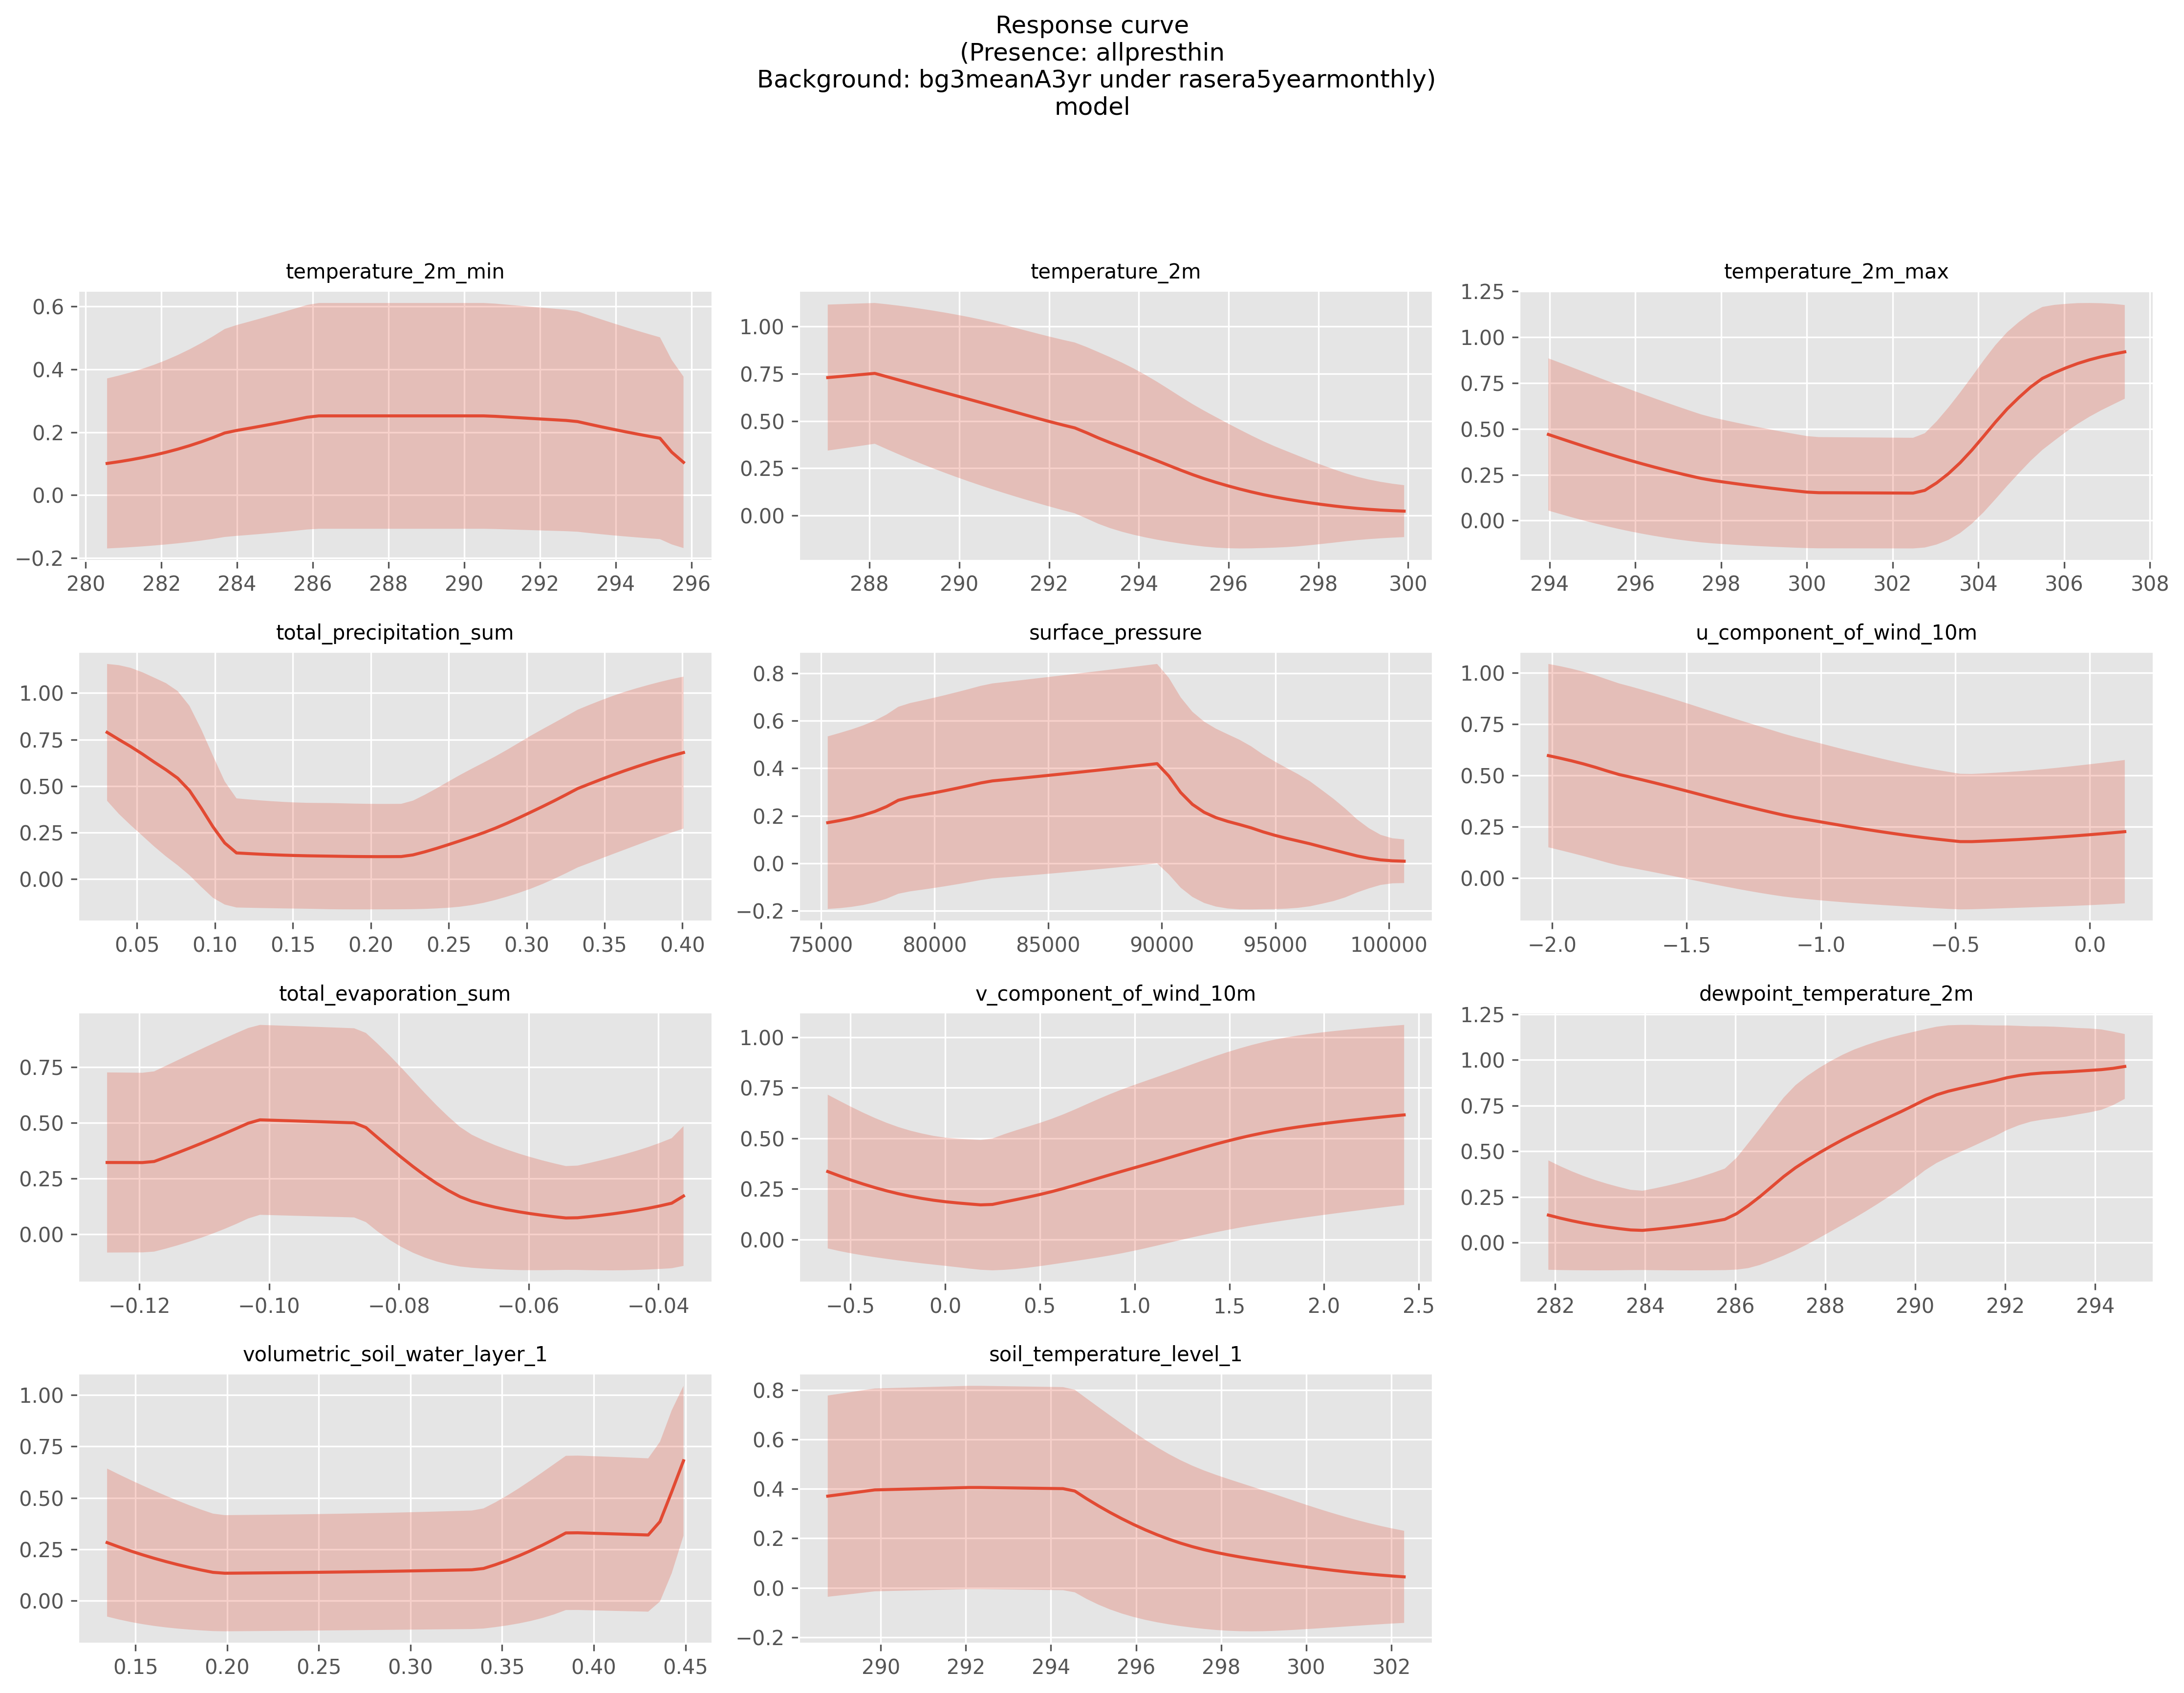 Response curve
(Presence: allpresthin
Background: bg3meanA3yr under rasera5yearmonthly)
model
temperature_2m_min
0.6
0.4
0.2
0.0
−0.2
280 282 284 286 288 290 292 294 296
temperature_2m
1.00
0.75
0.50
0.25
0.00
288 290 292 294 296 298 300
temperature_2m_max
1.25
1.00
0.75
0.50
0.25
0.00
294 296 298 300 302 304 306 308
total_precipitation_sum
1.00
0.75
0.50
0.25
0.00
0.05 0.10 0.15 0.20 0.25 0.30 0.35 0.40
surface_pressure
0.8
0.6
0.4
0.2
0.0
−0.2
75000 80000 85000 90000 95000 100000
u_component_of_wind_10m
1.00
0.75
0.50
0.25
0.00
−2.0 −1.5 −1.0 −0.5 0.0
total_evaporation_sum
0.75
0.50
0.25
0.00
−0.12 −0.10 −0.08 −0.06 −0.04
v_component_of_wind_10m
1.00
0.75
0.50
0.25
0.00
−0.5 0.0 0.5 1.0 1.5 2.0 2.5
dewpoint_temperature_2m
1.25
1.00
0.75
0.50
0.25
0.00
282 284 286 288 290 292 294
volumetric_soil_water_layer_1
1.00
0.75
0.50
0.25
0.00
0.15 0.20 0.25 0.30 0.35 0.40 0.45
soil_temperature_level_1
0.8
0.6
0.4
0.2
0.0
−0.2
290 292 294 296 298 300 302